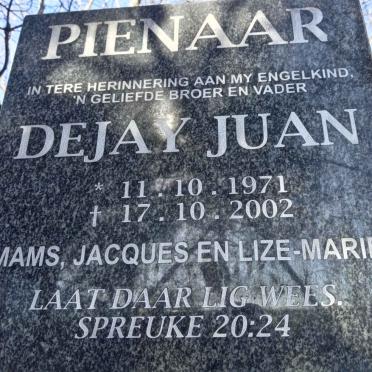 PIENAAR
IN TERE HERINNERING AAN MY ENGELKIND,
'N GELIEFDE BROER EN VADER
DEJAY JUAN
* 11 . 10 . 1971
† 17 . 10 . 2002
MAMS, JACQUES EN LIZE-MARIE
LAAT DAAR LIG WEES.
SPREUKE 20:24